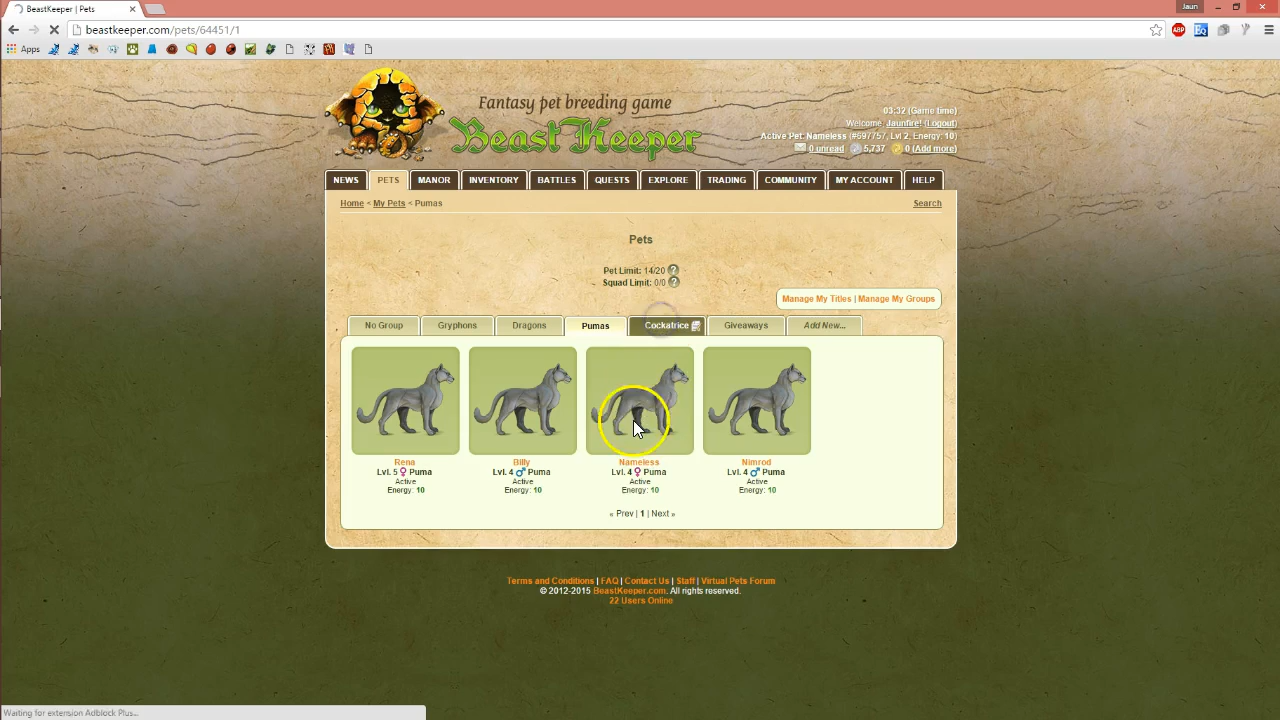 BeastKeeper | Pets
Jaun
beastkeeper.com/pets/64451/1
Apps
Fantasy pet breeding game
Beast Keeper
03:32 (Game time)
Welcome, Jaunfire! (Logout)
Active Pet: Nameless (#597757, Lvl 2, Energy: 10)
0 unread 5,737 0 (Add more)
NEWS PETS MANOR INVENTORY BATTLES QUESTS EXPLORE TRADING COMMUNITY MY ACCOUNT HELP
Home < My Pets < Pumas Search
Pets
Pet Limit: 14/20 ?
Squad Limit: 0/0 ?
Manage My Titles | Manage My Groups
No Group Gryphons Dragons Pumas Cockatrice Giveaways Add New...
Rena Billy Nameless Nimrod
Lvl. 5 ♀ Puma Lvl. 4 ♂ Puma Lvl. 4 ♀ Puma Lvl. 4 ♂ Puma
Active Active Active Active
Energy: 10 Energy: 10 Energy: 10 Energy: 10
« Prev | 1 | Next »
Terms and Conditions | FAQ | Contact Us | Staff | Virtual Pets Forum
© 2012-2015 BeastKeeper.com. All rights reserved.
22 Users Online
Waiting for extension Adblock Plus...